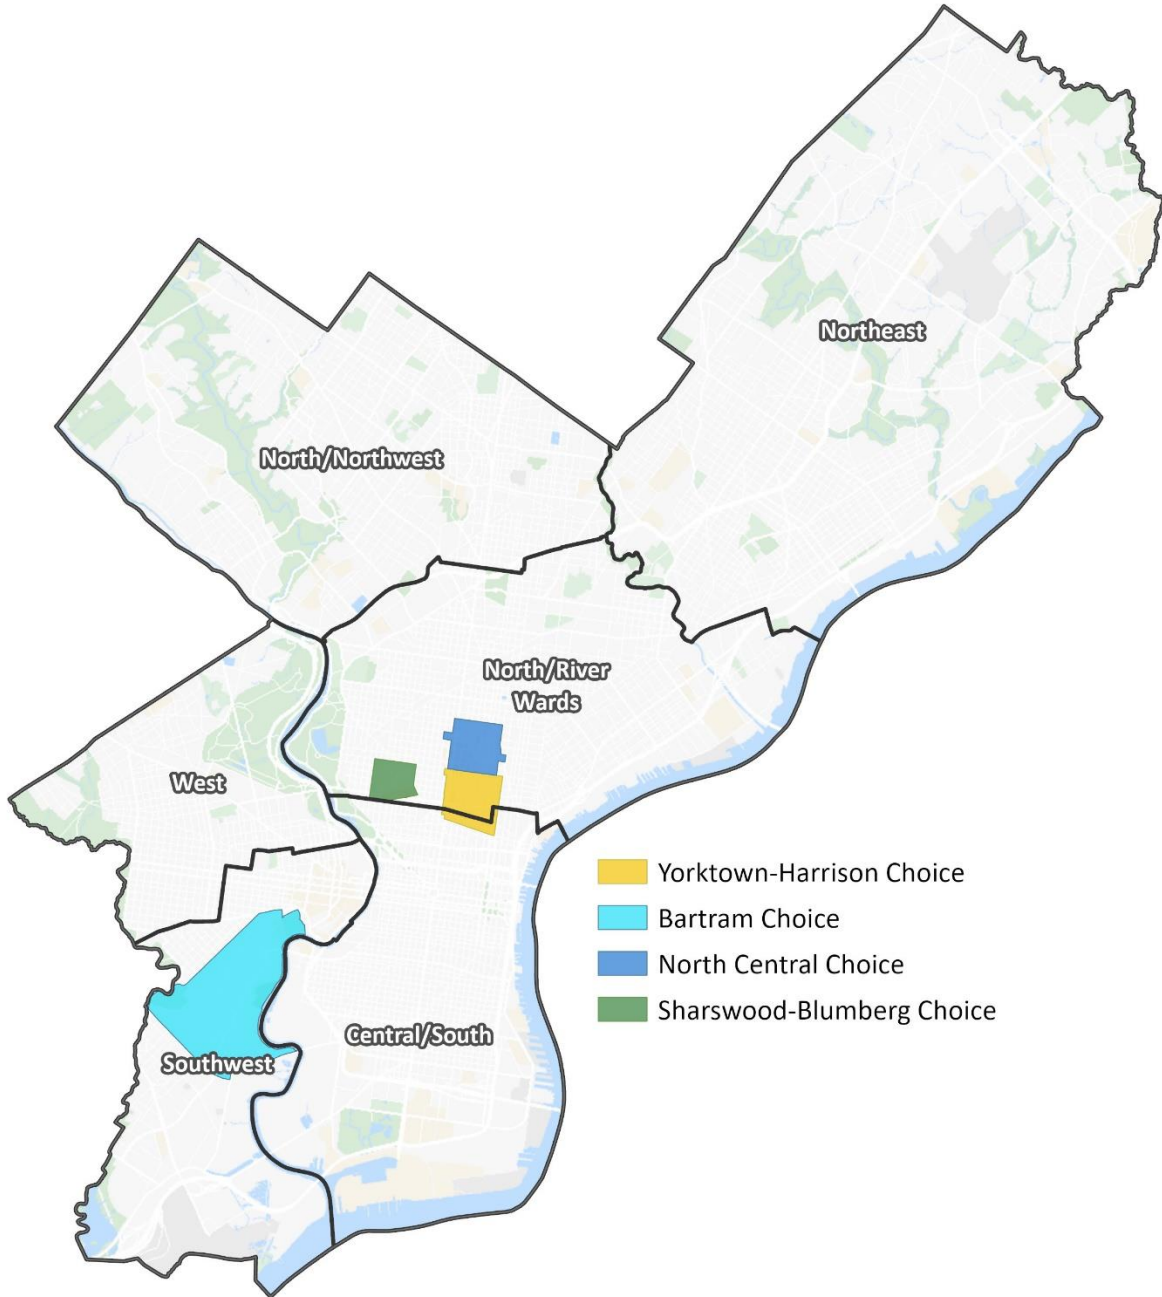 Northeast
North/Northwest
North/River
Wards
West
Yorktown-Harrison Choice
Bartram Choice
North Central Choice
Sharswood-Blumberg Choice
Central/South
Southwest